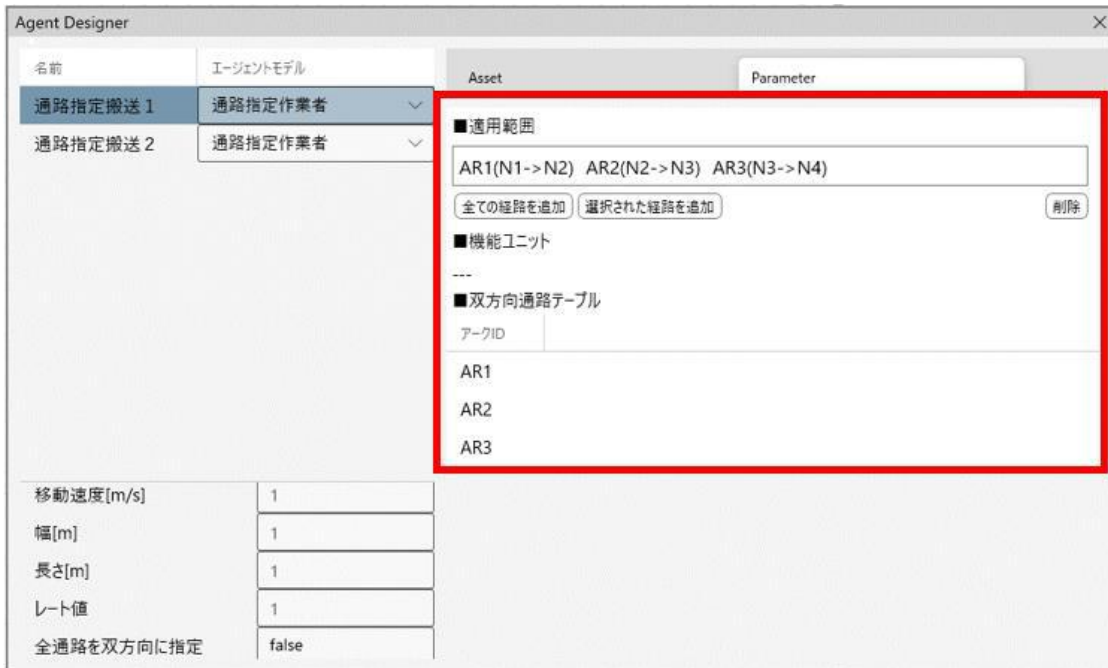 Agent Designer
名前 エージェントモデル
通路指定搬送1 通路指定作業者
通路指定搬送2 通路指定作業者
Asset Parameter
■適用範囲
AR1(N1->N2) AR2(N2->N3) AR3(N3->N4)
全ての経路を追加 選択された経路を追加 削除
■機能ユニット
---
■双方向通路テーブル
アークID
AR1
AR2
AR3
移動速度[m/s] 1
幅[m] 1
長さ[m] 1
レート値 1
全通路を双方向に指定 false